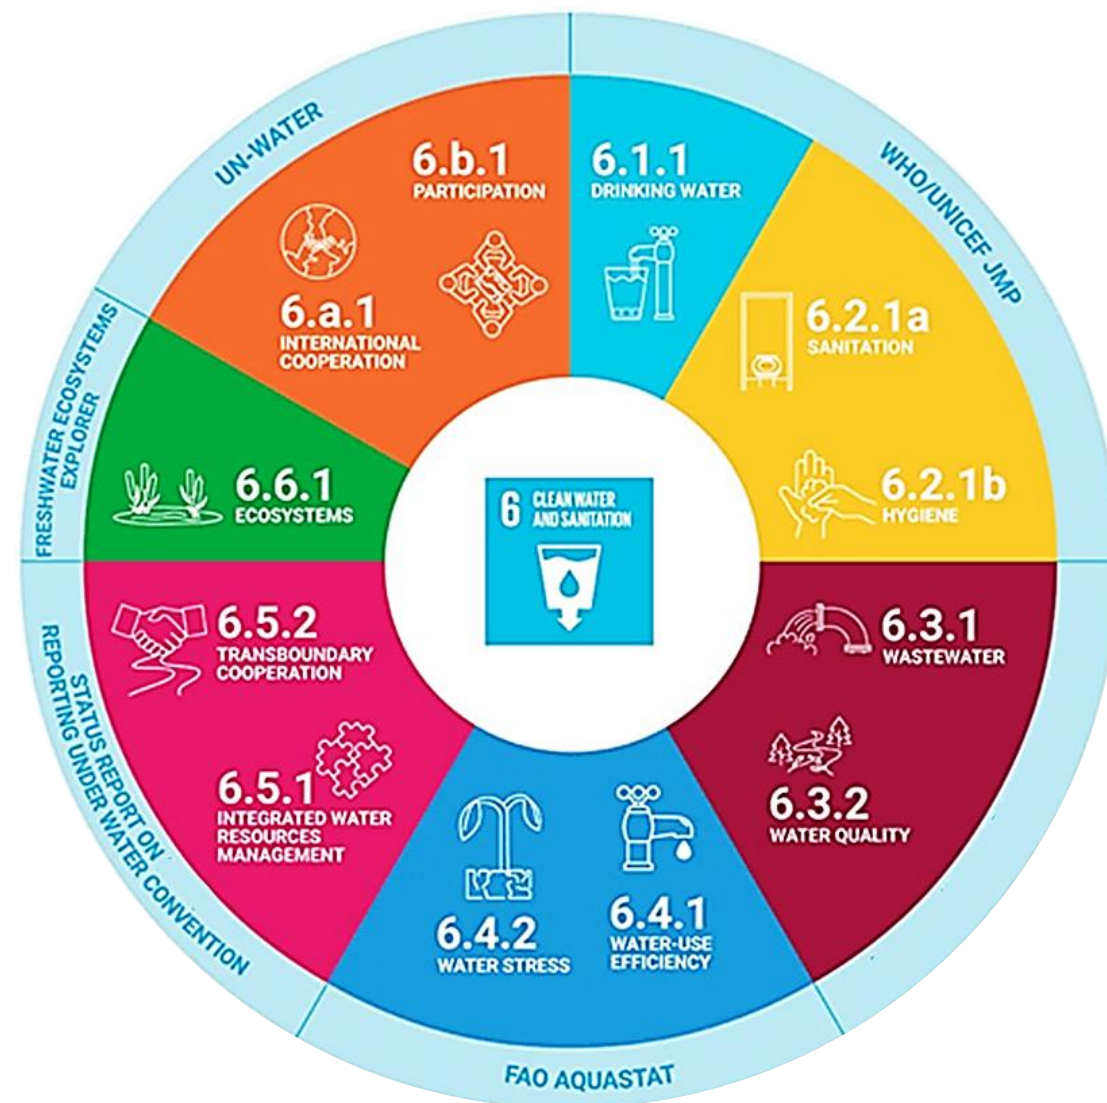 UN-WATER
WHO/UNICEF JMP
6.b.1
PARTICIPATION
6.1.1
DRINKING WATER
6.a.1
INTERNATIONAL
COOPERATION
6.2.1a
SANITATION
FRESHWATER ECOSYSTEMS
EXPLORER
6.6.1
ECOSYSTEMS
6 CLEAN WATER
AND SANITATION
6.2.1b
HYGIENE
6.5.2
TRANSBOUNDARY
COOPERATION
6.3.1
WASTEWATER
STATUS REPORT ON
REPORTING UNDER WATER CONVENTION
6.5.1
INTEGRATED WATER
RESOURCES
MANAGEMENT
6.3.2
WATER QUALITY
6.4.2
WATER STRESS
6.4.1
WATER-USE
EFFICIENCY
FAO AQUASTAT